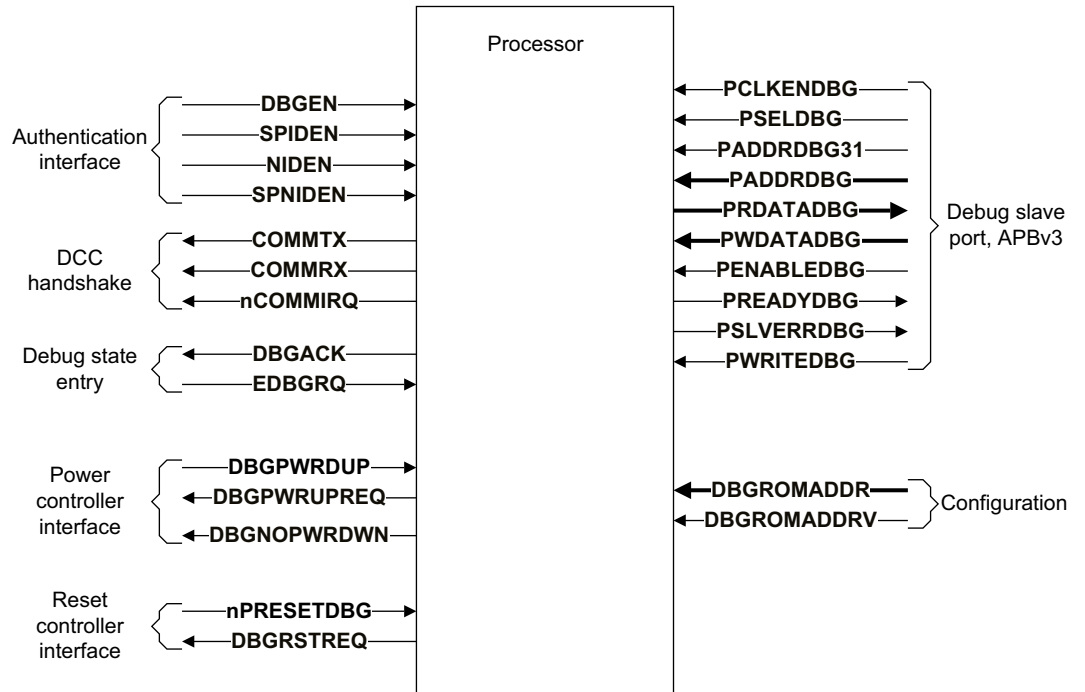 Processor
Authentication
interface
DBGEN
SPIDEN
NIDEN
SPNIDEN
DCC
handshake
COMMTX
COMMRX
nCOMMIRQ
Debug state
entry
DBGACK
EDBGRQ
Power
controller
interface
DBGPWRDUP
DBGPWRUPREQ
DBGNOPWRDWN
Reset
controller
interface
nPRESETDBG
DBGRSTREQ
PCLKENDBG
PSELDBG
PADDRDBG31
PADDRDBG
PRDATADBG
PWDATADBG
PENABLEDBG
PREADYDBG
PSLVERRDBG
PWRITEDBG
Debug slave
port, APBv3
DBGROMADDR
DBGROMADDRV
Configuration